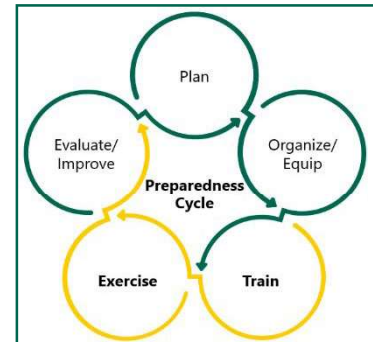 Plan
Organize/
Equip
Train
Exercise
Evaluate/
Improve
Preparedness
Cycle